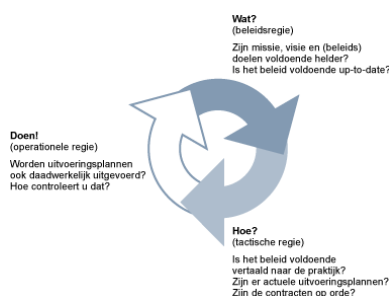 Wat?
(beleidsregie)
Zijn missie, visie en (beleids)
doelen voldoende helder?
Is het beleid voldoende up-to-date?
Doen!
(operationele regie)
Worden uitvoeringsplannen
ook daadwerkelijk uitgevoerd?
Hoe controleert u dat?
Hoe?
(tactische regie)
Is het beleid voldoende
vertaald naar de praktijk?
Zijn er actuele uitvoeringsplannen?
Zijn de contracten op orde?